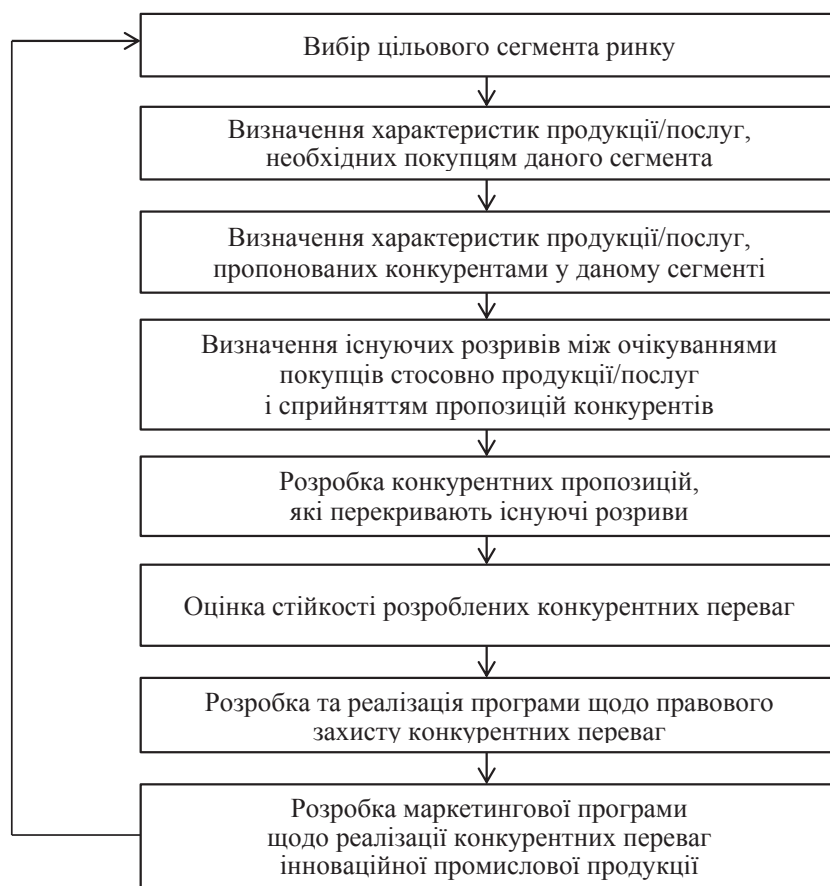 Вибір цільового сегмента ринку
Визначення характеристик продукції/послуг,
необхідних покупцям даного сегмента
Визначення характеристик продукції/послуг,
пропонованих конкурентами у даному сегменті
Визначення існуючих розривів між очікуваннями
покупців стосовно продукції/послуг
і сприйняттям пропозицій конкурентів
Розробка конкурентних пропозицій,
які перекривають існуючі розриви
Оцінка стійкості розроблених конкурентних переваг
Розробка та реалізація програми щодо правового
захисту конкурентних переваг
Розробка маркетингової програми
щодо реалізації конкурентних переваг
інноваційної промислової продукції